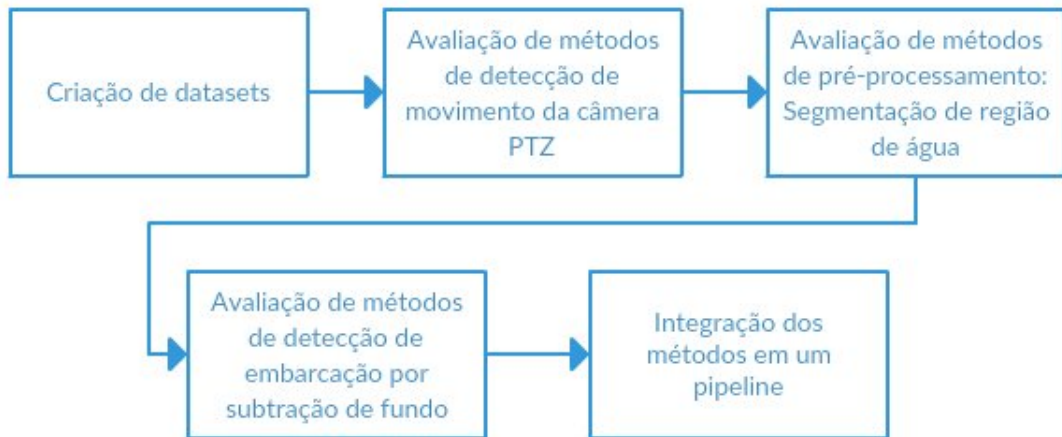 Criação de datasets
Avaliação de métodos
de detecção de
movimento da câmera
PTZ
Avaliação de métodos
de pré-processamento:
Segmentação de região
de água
Avaliação de métodos
de detecção de
embarcação por
subtração de fundo
Integração dos
métodos em um
pipeline